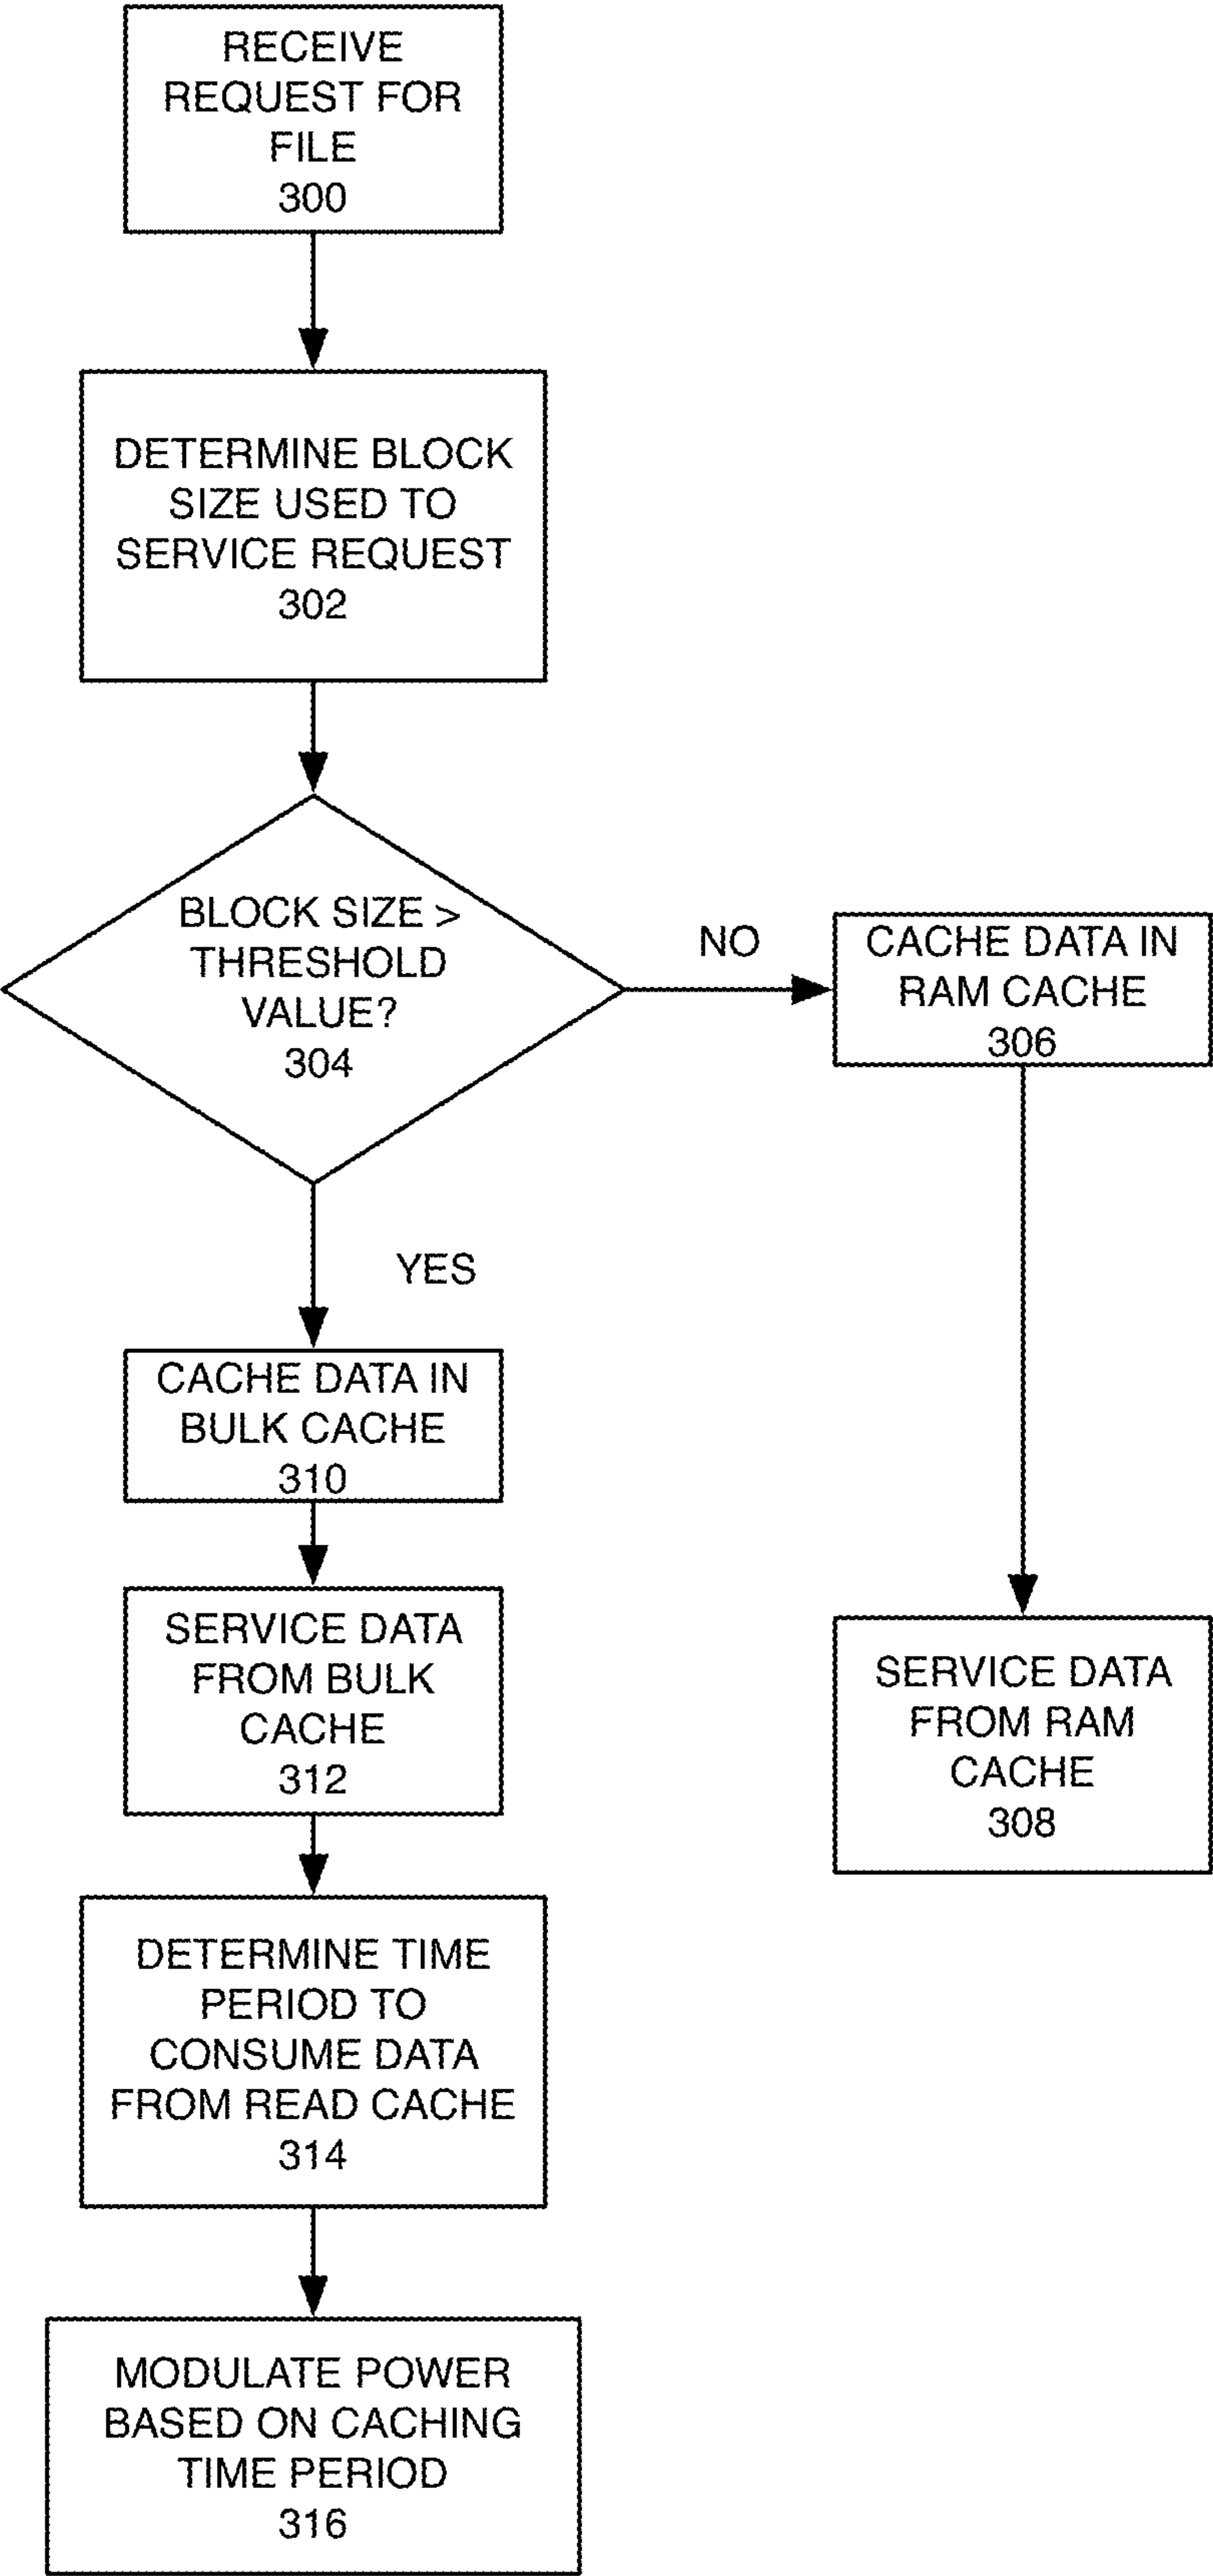 RECEIVE
REQUEST FOR
FILE
300
DETERMINE BLOCK
SIZE USED TO
SERVICE REQUEST
302
BLOCK SIZE >
THRESHOLD
VALUE?
304
NO
CACHE DATA IN
RAM CACHE
306
YES
CACHE DATA IN
BULK CACHE
310
SERVICE DATA
FROM BULK
CACHE
312
SERVICE DATA
FROM RAM
CACHE
308
DETERMINE TIME
PERIOD TO
CONSUME DATA
FROM READ CACHE
314
MODULATE POWER
BASED ON CACHING
TIME PERIOD
316